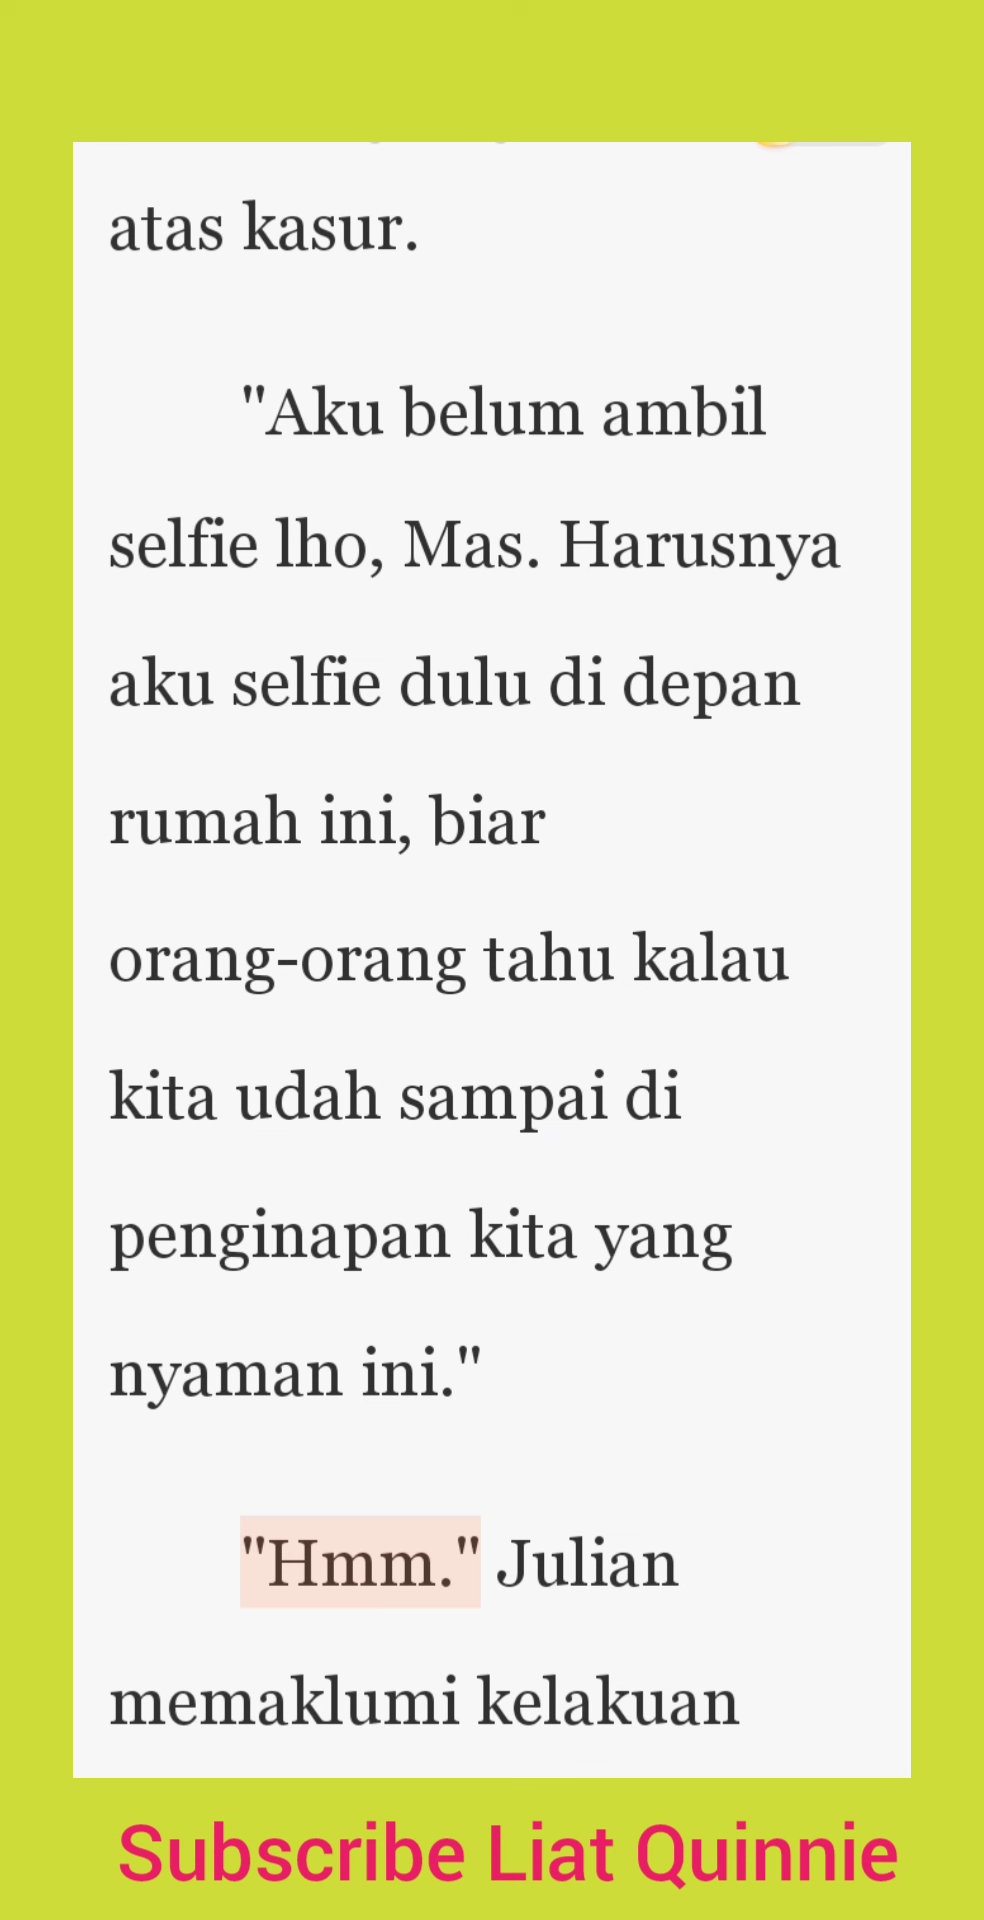 atas kasur.
"Aku belum ambil
selfie lho, Mas. Harusnya
aku selfie dulu di depan
rumah ini, biar
orang-orang tahu kalau
kita udah sampai di
penginapan kita yang
nyaman ini."
"Hmm." Julian
memaklumi kelakuan
Subscribe Liat Quinnie